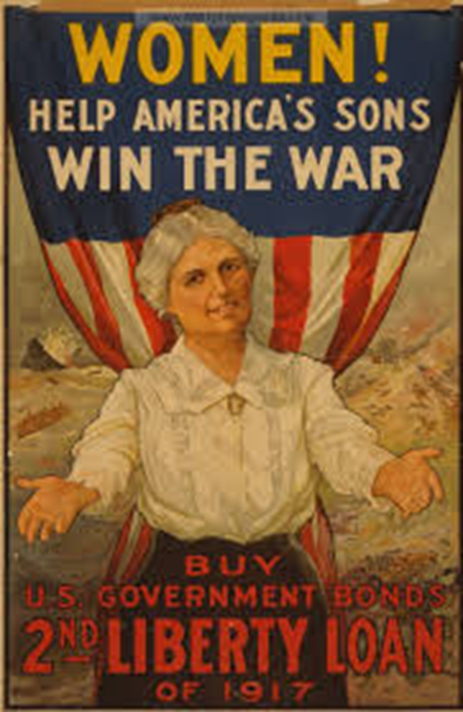 WOMEN!
HELP AMERICA'S SONS
WIN THE WAR
BUY
U.S. GOVERNMENT BONDS
2ND LIBERTY LOAN
OF 1917